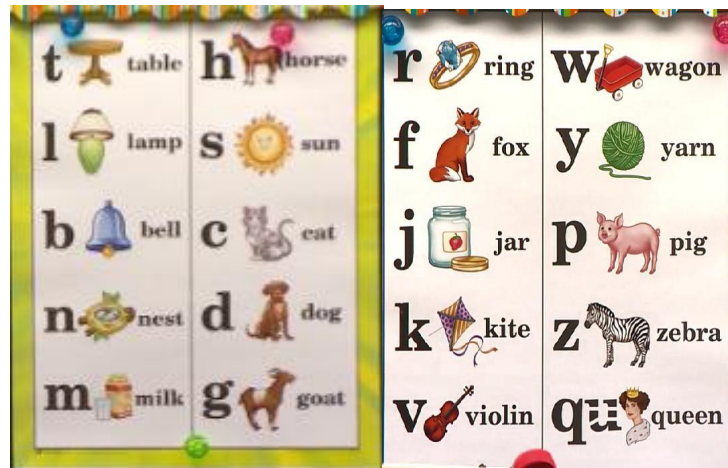 t table
l lamp
b bell
n nest
m milk
h horse
s sun
c cat
d dog
g goat
r ring
f fox
j jar
k kite
v violin
w wagon
y yarn
p pig
z zebra
qu queen